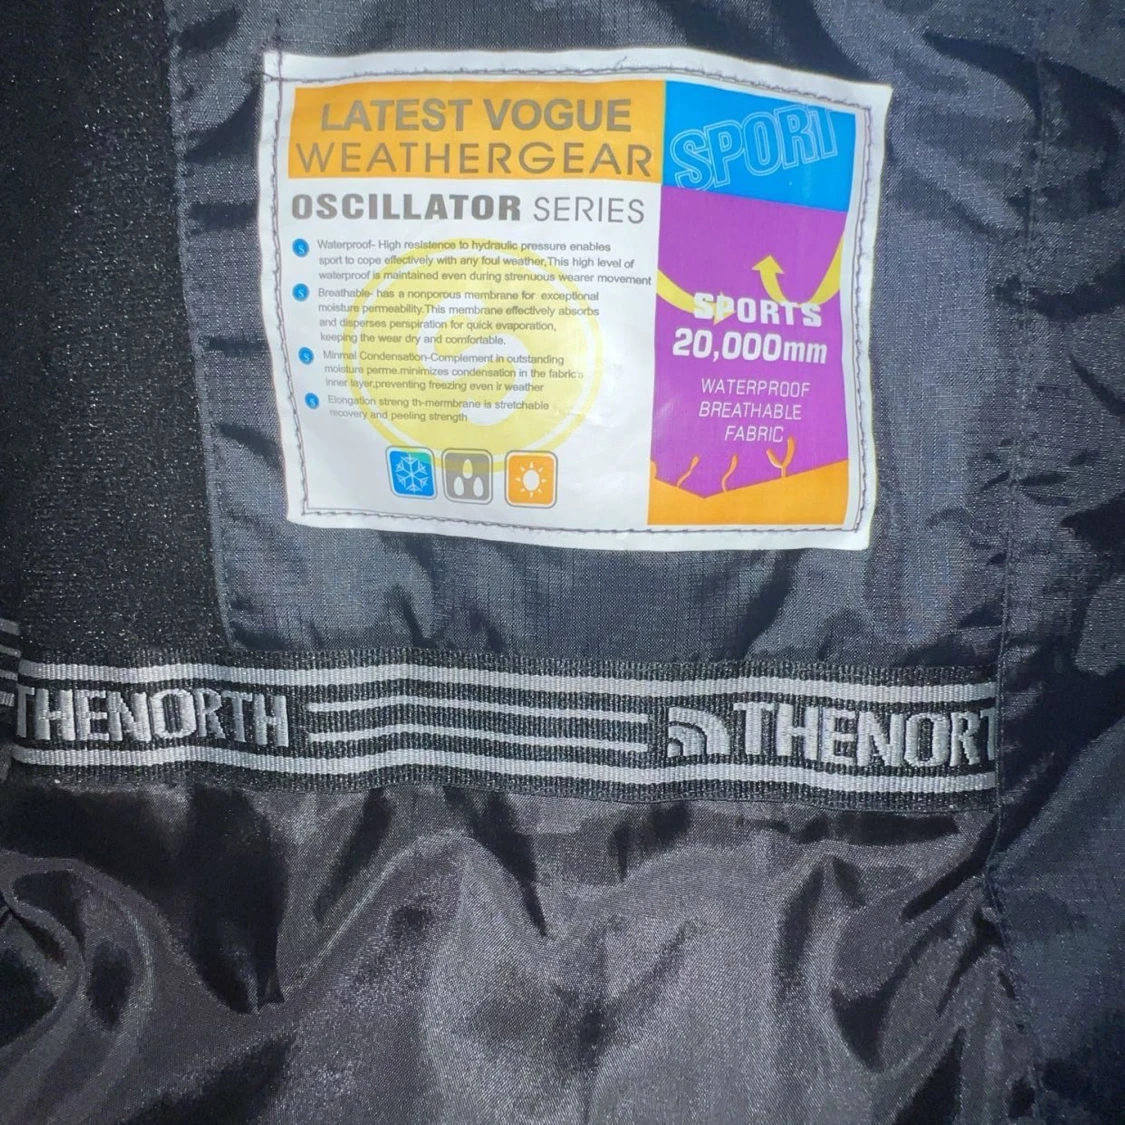 LATEST VOGUE
WEATHERGEAR
SPORT
OSCILLATOR SERIES
Waterproof- High resistence to hydraulic pressure enables
sport to cope effectively with any foul weather,This high level of
waterproof is maintained even during strenuous wearer movement
Breathable- has a nonporous membrane for exceptional
moisture permeability.This membrane effectively absorbs
and disperses perspiration for quick evaporation,
keeping the wear dry and comfortable.
Minmal Condensation-Complement in outstanding
moisture perme.minimizes condensation in the fabric's
inner layer,preventing freezing even ir weather
Elongation streng th-mermbrane is stretchable
recovery and peeling strength
SPORTS
20,000mm
WATERPROOF
BREATHABLE
FABRIC
THENORTH THENORT